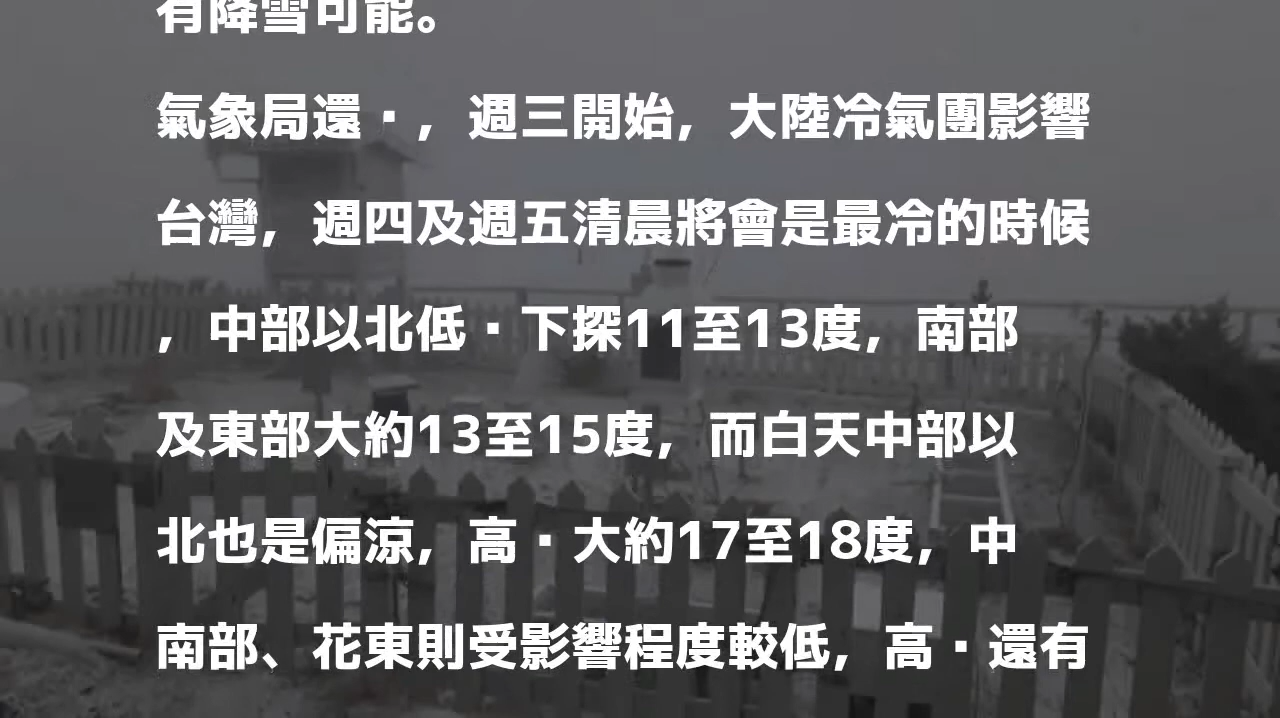 有降雪可能。
氣象局還▪，週三開始，大陸冷氣團影響
台灣，週四及週五清晨將會是最冷的時候
，中部以北低▪下探11至13度，南部
及東部大約13至15度，而白天中部以
北也是偏涼，高▪大約17至18度，中
南部、花東則受影響程度較低，高▪還有